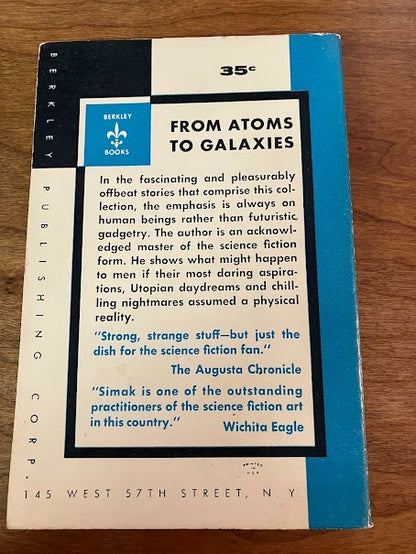 35c
BERKLEY
BOOKS
FROM ATOMS
TO GALAXIES
In the fascinating and pleasurably
offbeat stories that comprise this col-
lection, the emphasis is always on
human beings rather than futuristic
gadgetry. The author is an acknowl-
edged master of the science fiction
form. He shows what might happen
to men if their most daring aspira-
tions, Utopian daydreams and chill-
ling nightmares assumed a physical
reality.
"Strong, strange stuff—but just the
dish for the science fiction fan."
The Augusta Chronicle
"Simak is one of the outstanding
practitioners of the science fiction art
in this country."
Wichita Eagle
PRINTED
IN
U.S.A.
BERKLEY PUBLISHING CORP.
145 WEST 57TH STREET, N.Y.